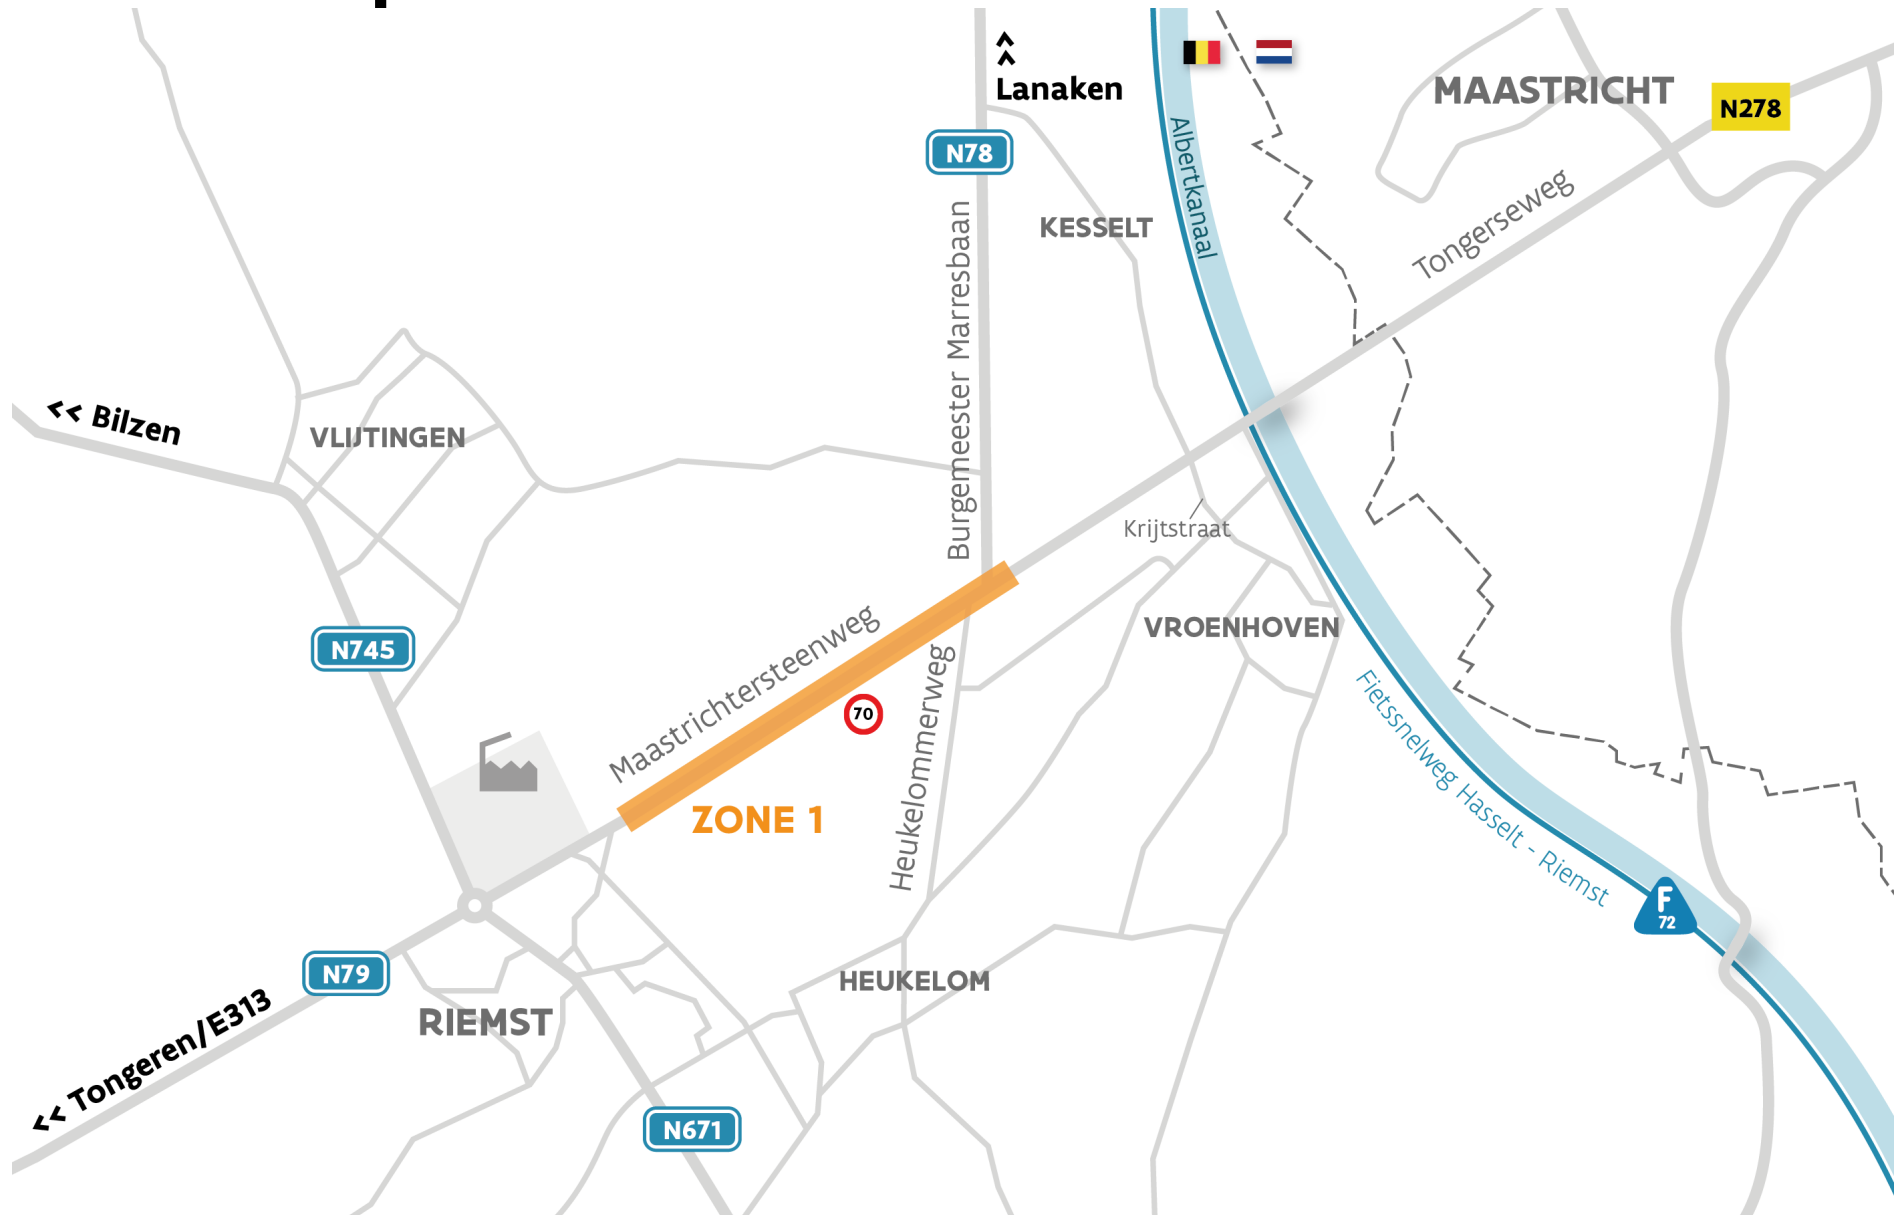 Lanaken
MAASTRICHT
N278
N78
Albertkanaal
KESSELT
Tongerseweg
Burgemeester Marresbaan
<< Bilzen
VLIJTINGEN
Krijtstraat
VROENHOVEN
N745
Maastrichtersteenweg
70
Heukelommerweg
ZONE 1
Fietssnelweg Hasselt - Riemst
F
72
N79
HEUKELOM
RIEMST
<< Tongeren/E313
N671